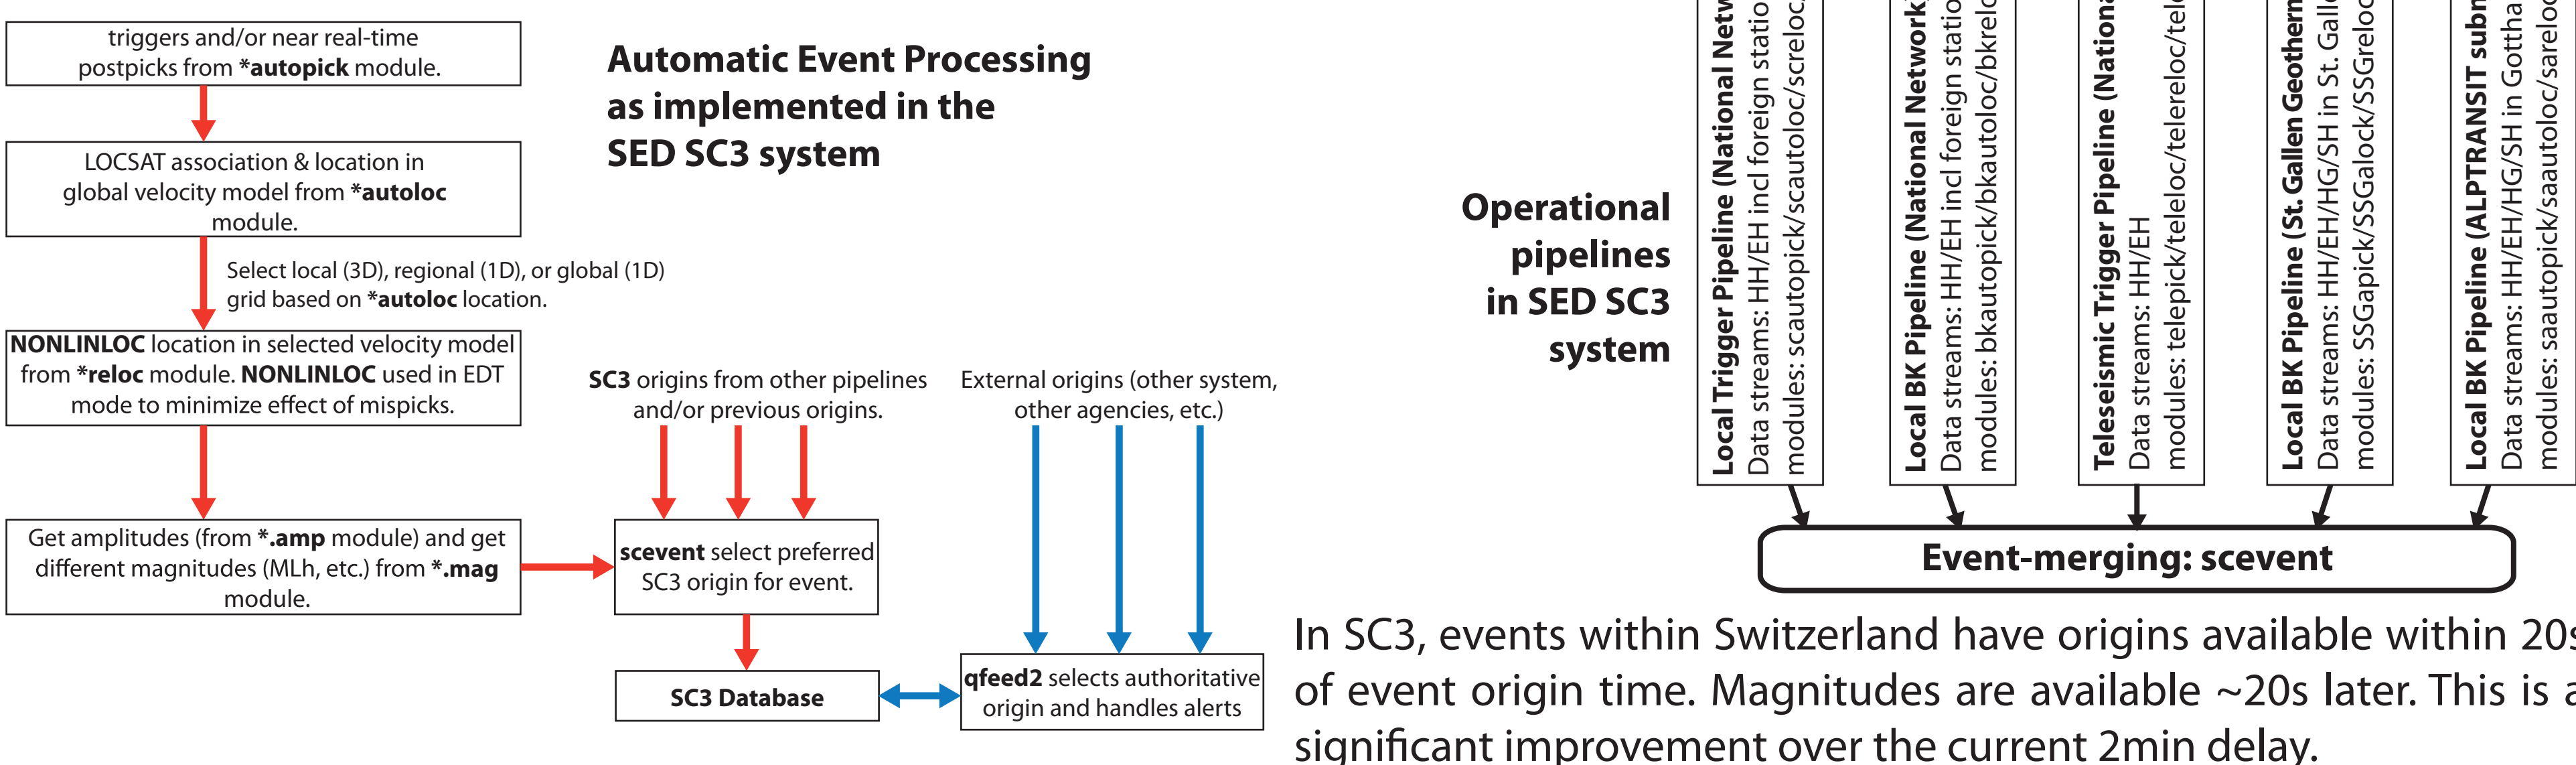 triggers and/or near real-time
postpicks from *autopick module.
LOCSAT association & location in
global velocity model from *autoloc
module.
Select local (3D), regional (1D), or global (1D)
grid based on *autoloc location.
NONLINLOC location in selected velocity model
from *reloc module. NONLINLOC used in EDT
mode to minimize effect of mispicks.
Get amplitudes (from *.amp module) and get
different magnitudes (MLh, etc.) from *.mag
module.
Automatic Event Processing
as implemented in the
SED SC3 system
SC3 origins from other pipelines
and/or previous origins.
External origins (other system,
other agencies, etc.)
scevent select preferred
SC3 origin for event.
SC3 Database
qfeed2 selects authoritative
origin and handles alerts
Operational
pipelines
in SED SC3
system
Local Trigger Pipeline (National
Data streams: HH/EH incl foreign
modules: scautopick/scautoloc/screloc
Local BK Pipeline (National Network
Data streams: HH/EH incl foreign
modules: bkautopick/bkautoloc/
Teleseismic Trigger Pipeline
Data streams: HH/EH
modules: telepick/teleloc/telereloc/
Local BK Pipeline (St. Gallen
Data streams: HH/EH/HG/SH in St.
modules: SSGapick/SSGalock/
Local BK Pipeline (ALPTRANSIT
Data streams: HH/EH/HG/SH in
modules: saautopick/saautoloc/
Event-merging: scevent
In SC3, events within Switzerland have origins available within 20s
of event origin time. Magnitudes are available ~20s later. This is a
significant improvement over the current 2min delay.